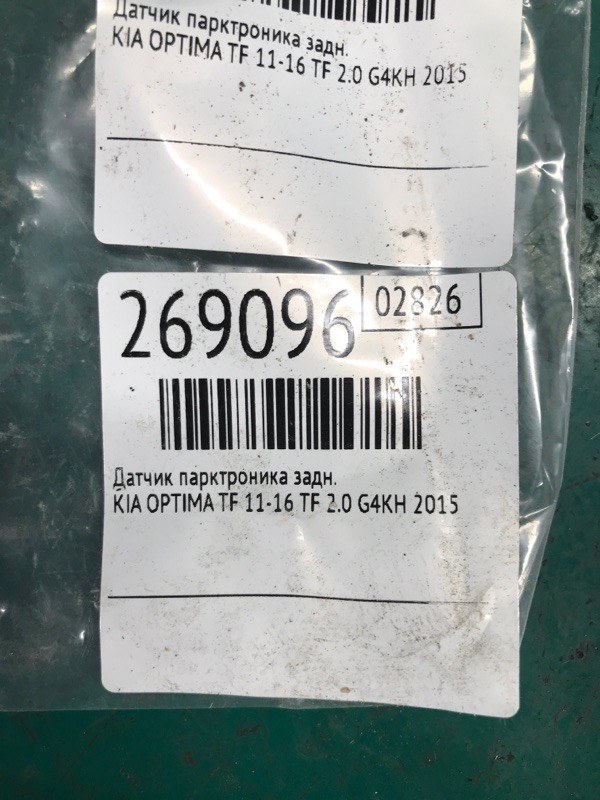 Датчик парктроника задн.
KIA OPTIMA TF 11-16 TF 2.0 G4KH 2015
269096
02826
Датчик парктроника задн.
KIA OPTIMA TF 11-16 TF 2.0 G4KH 2015